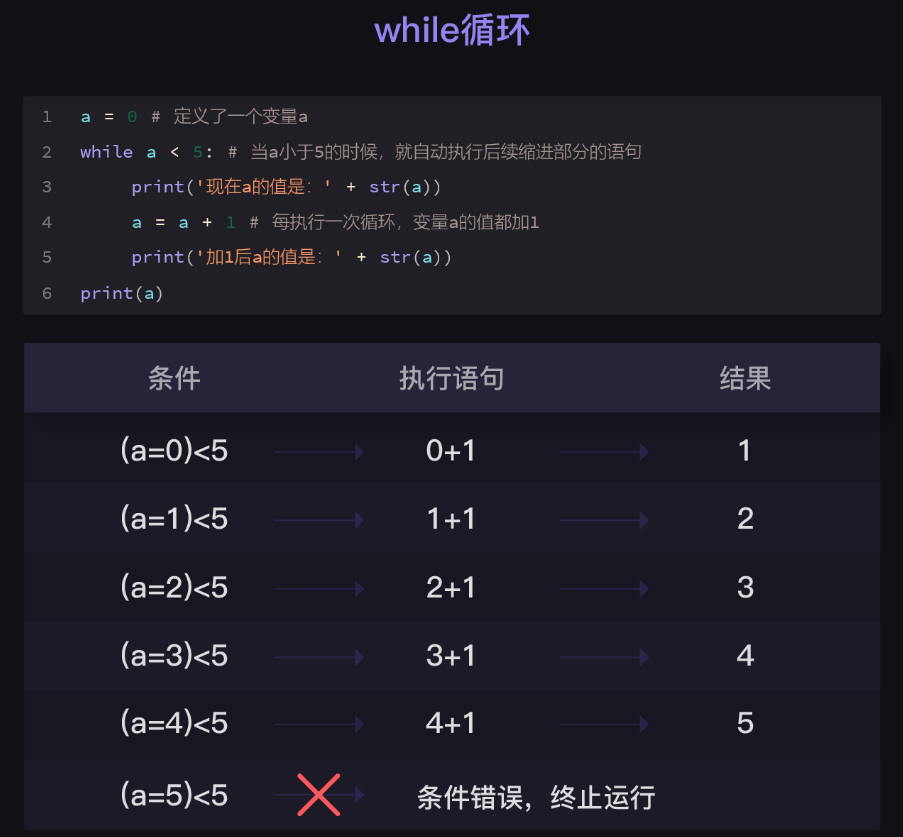 while循环
1 a = 0 # 定义了一个变量a
2 while a < 5: # 当a小于5的时候，就自动执行后续缩进部分的语句
3 print('现在a的值是：' + str(a))
4 a = a + 1 # 每执行一次循环，变量a的值都加1
5 print('加1后a的值是：' + str(a))
6 print(a)
条件 执行语句 结果
(a=0)<5 0+1 1
(a=1)<5 1+1 2
(a=2)<5 2+1 3
(a=3)<5 3+1 4
(a=4)<5 4+1 5
(a=5)<5 条件错误，终止运行